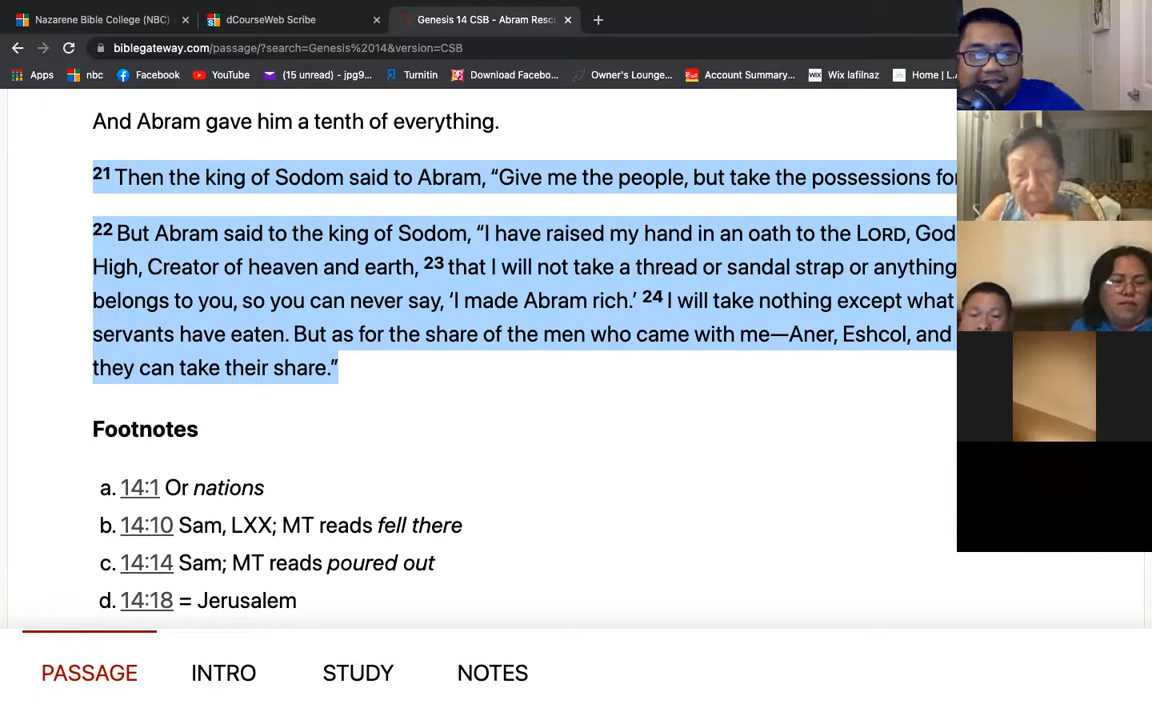 Nazarene Bible College (NBC)
dCourseWeb Scribe
Genesis 14 CSB - Abram Rescu
biblegateway.com/passage/?search=Genesis%2014&version=CSB
Apps nbc Facebook YouTube (15 unread) - jpg9... Turnitin Download Facebo... Owner's Lounge... Account Summary... WIX Wix lafilnaz Home | L.
And Abram gave him a tenth of everything.
21 Then the king of Sodom said to Abram, “Give me the people, but take the possessions for
22 But Abram said to the king of Sodom, “I have raised my hand in an oath to the LORD, God
High, Creator of heaven and earth, 23 that I will not take a thread or sandal strap or anything
belongs to you, so you can never say, ‘I made Abram rich.’ 24 I will take nothing except what
servants have eaten. But as for the share of the men who came with me—Aner, Eshcol, and
they can take their share.”
Footnotes
a. 14:1 Or nations
b. 14:10 Sam, LXX; MT reads fell there
c. 14:14 Sam; MT reads poured out
d. 14:18 = Jerusalem
PASSAGE INTRO STUDY NOTES